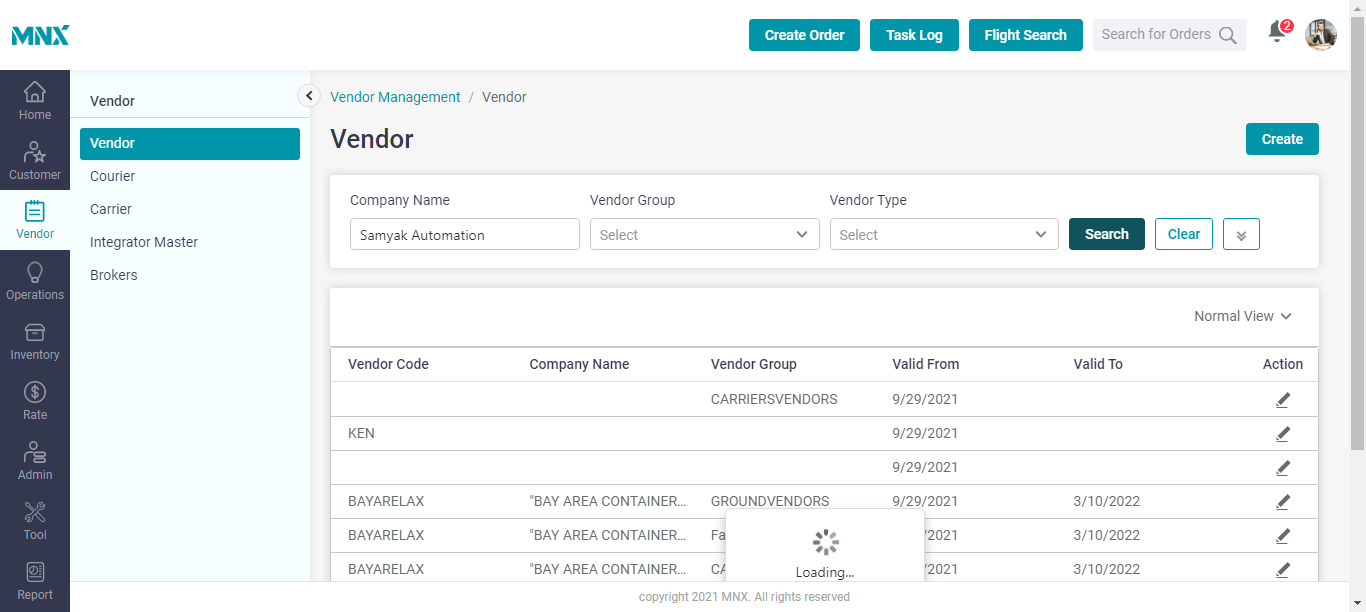 MNX
Create Order
Task Log
Flight Search
Search for Orders
2
Home
Customer
Vendor
Operations
Inventory
Rate
Admin
Tool
Report
Vendor
Vendor
Courier
Carrier
Integrator Master
Brokers
Vendor Management / Vendor
Vendor
Create
Company Name Vendor Group Vendor Type
Samyak Automation Select Select Search Clear
Normal View
Vendor Code Company Name Vendor Group Valid From Valid To Action
CARRIERSVENDORS 9/29/2021
KEN 9/29/2021
9/29/2021
BAYARELAX "BAY AREA CONTAINER... GROUNDVENDORS 9/29/2021 3/10/2022
BAYARELAX "BAY AREA CONTAINER... Fa /2021 3/10/2022
BAYARELAX "BAY AREA CONTAINER... CA /2021 3/10/2022
Loading...
copyright 2021 MNX. All rights reserved